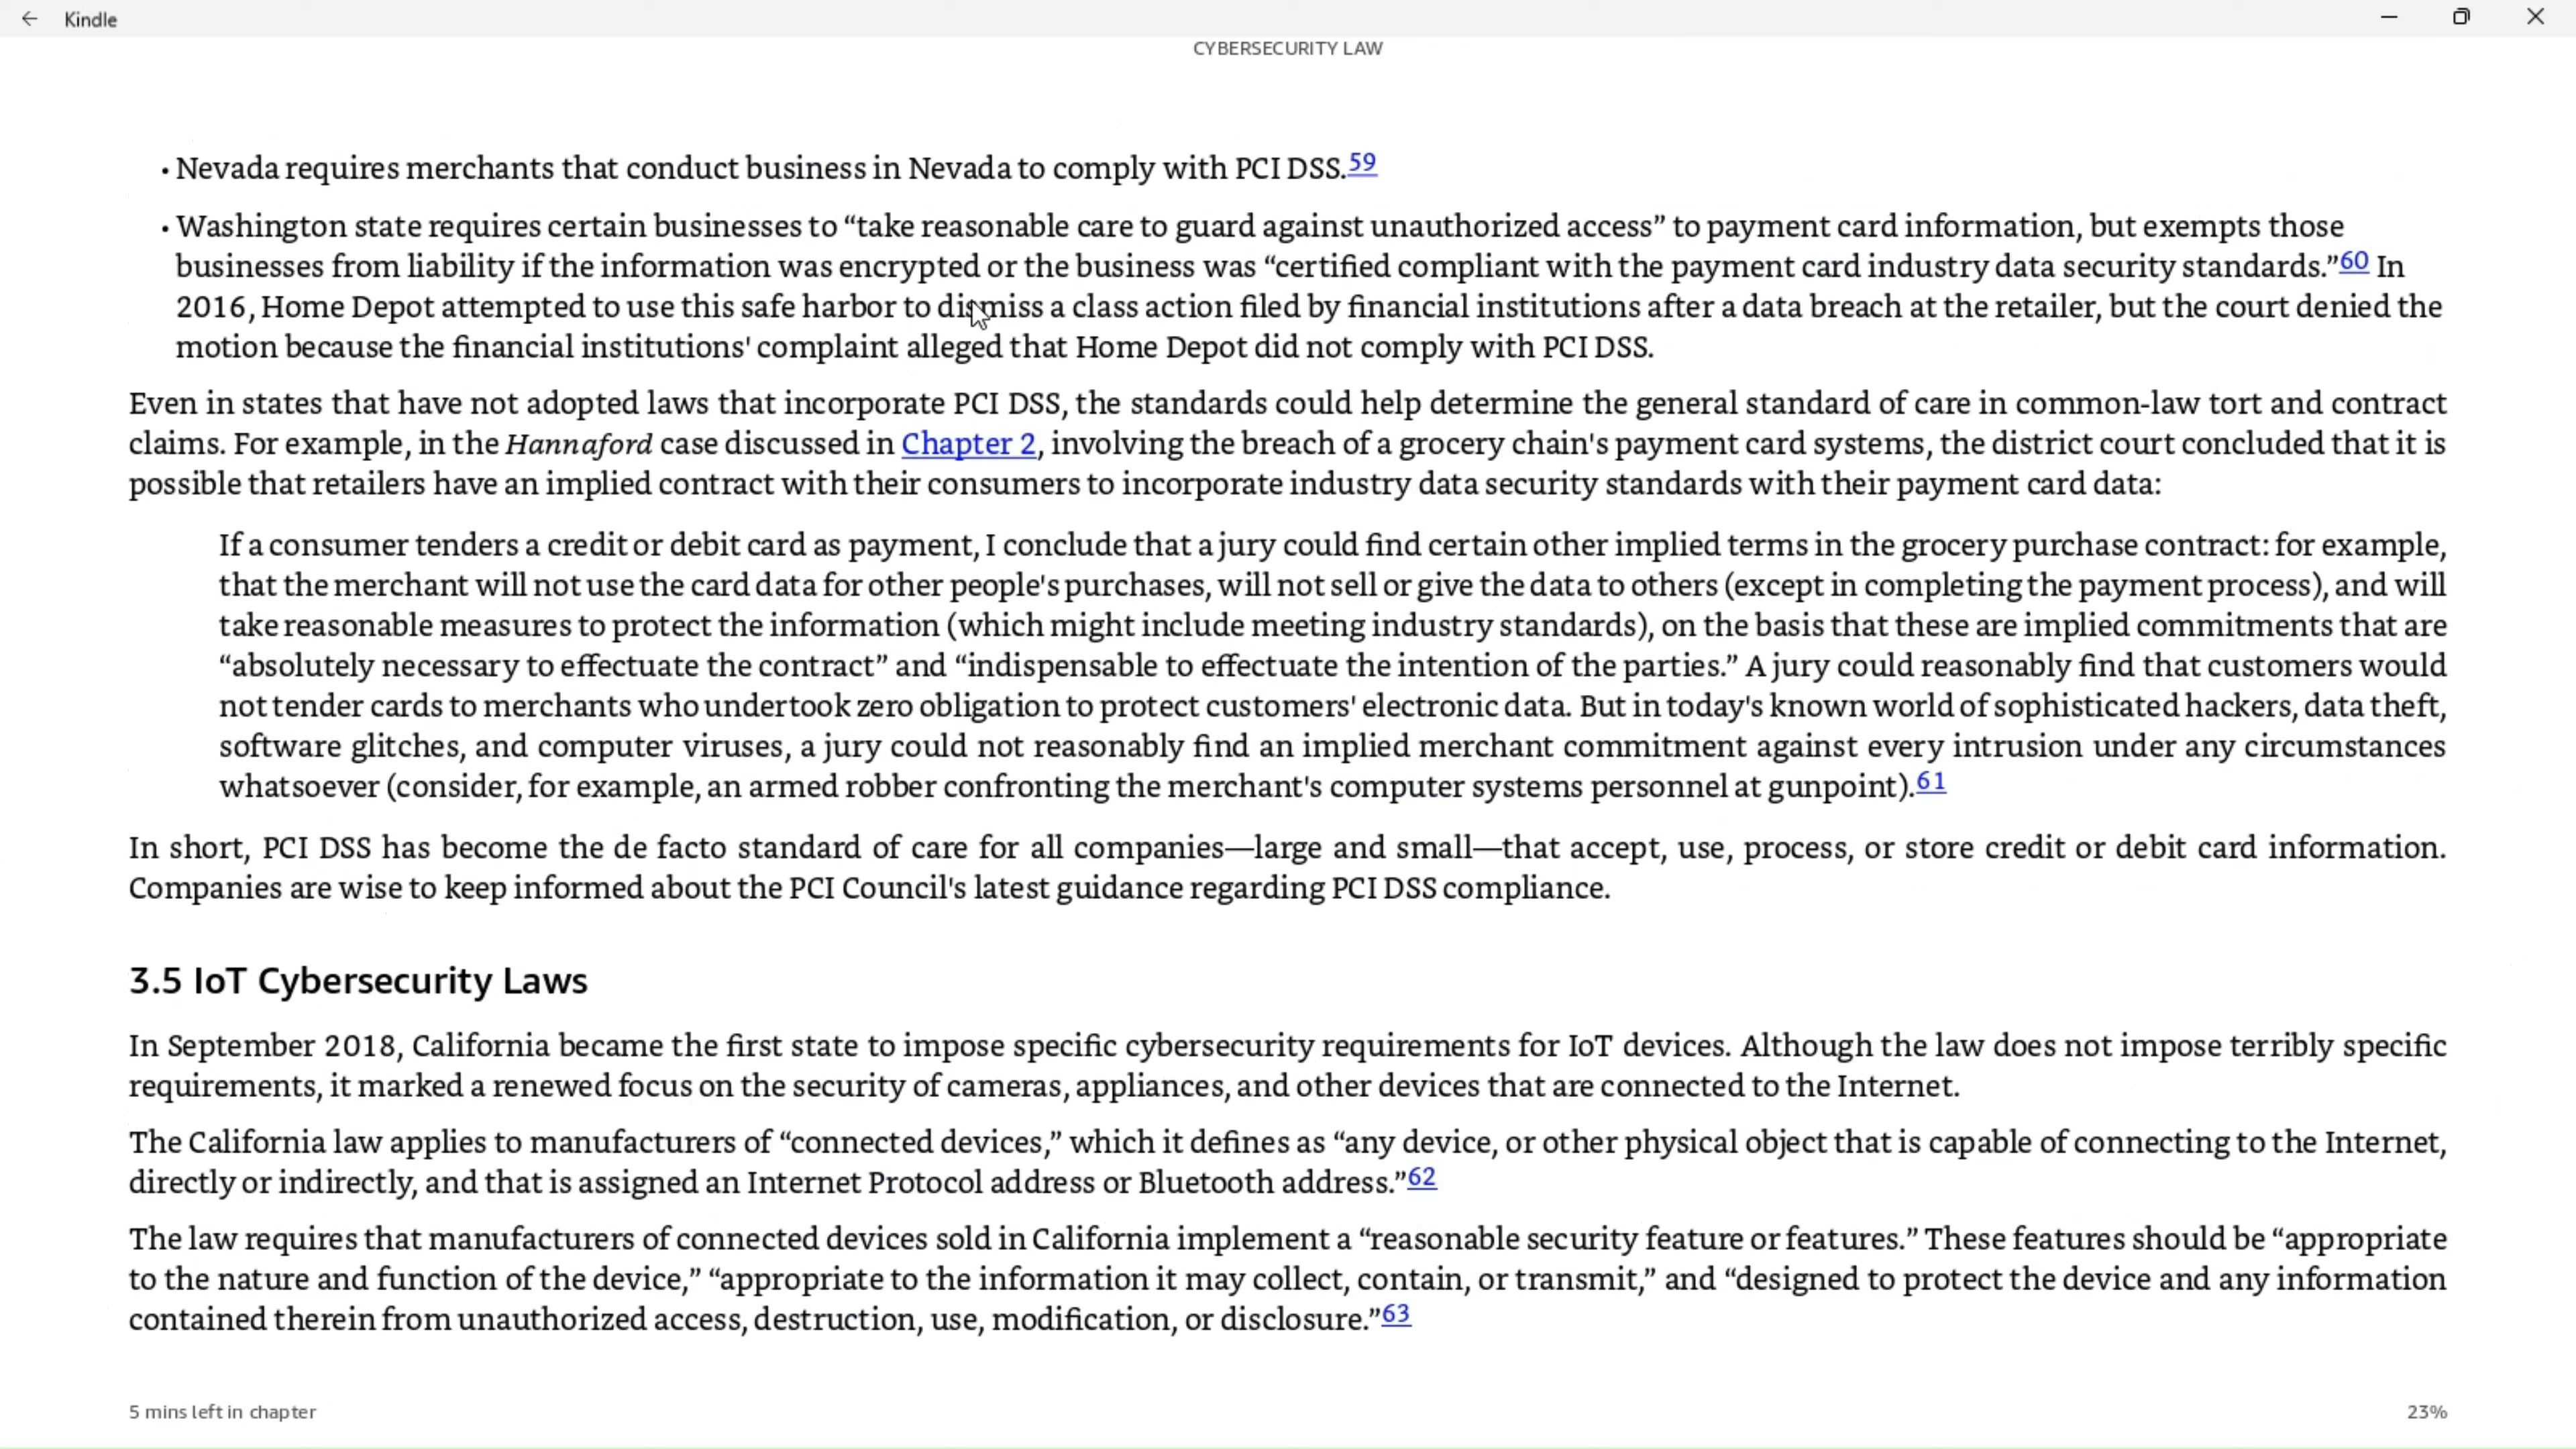 Kindle
CYBERSECURITY LAW
• Nevada requires merchants that conduct business in Nevada to comply with PCI DSS.59
• Washington state requires certain businesses to “take reasonable care to guard against unauthorized access” to payment card information, but exempts those
businesses from liability if the information was encrypted or the business was “certified compliant with the payment card industry data security standards.”60 In
2016, Home Depot attempted to use this safe harbor to dismiss a class action filed by financial institutions after a data breach at the retailer, but the court denied the
motion because the financial institutions' complaint alleged that Home Depot did not comply with PCI DSS.
Even in states that have not adopted laws that incorporate PCI DSS, the standards could help determine the general standard of care in common-law tort and contract
claims. For example, in the Hannaford case discussed in Chapter 2, involving the breach of a grocery chain's payment card systems, the district court concluded that it is
possible that retailers have an implied contract with their consumers to incorporate industry data security standards with their payment card data:
If a consumer tenders a credit or debit card as payment, I conclude that a jury could find certain other implied terms in the grocery purchase contract: for example,
that the merchant will not use the card data for other people's purchases, will not sell or give the data to others (except in completing the payment process), and will
take reasonable measures to protect the information (which might include meeting industry standards), on the basis that these are implied commitments that are
“absolutely necessary to effectuate the contract” and “indispensable to effectuate the intention of the parties.” A jury could reasonably find that customers would
not tender cards to merchants who undertook zero obligation to protect customers' electronic data. But in today's known world of sophisticated hackers, data theft,
software glitches, and computer viruses, a jury could not reasonably find an implied merchant commitment against every intrusion under any circumstances
whatsoever (consider, for example, an armed robber confronting the merchant's computer systems personnel at gunpoint).61
In short, PCI DSS has become the de facto standard of care for all companies—large and small—that accept, use, process, or store credit or debit card information.
Companies are wise to keep informed about the PCI Council's latest guidance regarding PCI DSS compliance.
3.5 IoT Cybersecurity Laws
In September 2018, California became the first state to impose specific cybersecurity requirements for IoT devices. Although the law does not impose terribly specific
requirements, it marked a renewed focus on the security of cameras, appliances, and other devices that are connected to the Internet.
The California law applies to manufacturers of “connected devices,” which it defines as “any device, or other physical object that is capable of connecting to the Internet,
directly or indirectly, and that is assigned an Internet Protocol address or Bluetooth address.”62
The law requires that manufacturers of connected devices sold in California implement a “reasonable security feature or features.” These features should be “appropriate
to the nature and function of the device,” “appropriate to the information it may collect, contain, or transmit,” and “designed to protect the device and any information
contained therein from unauthorized access, destruction, use, modification, or disclosure.”63
5 mins left in chapter
23%